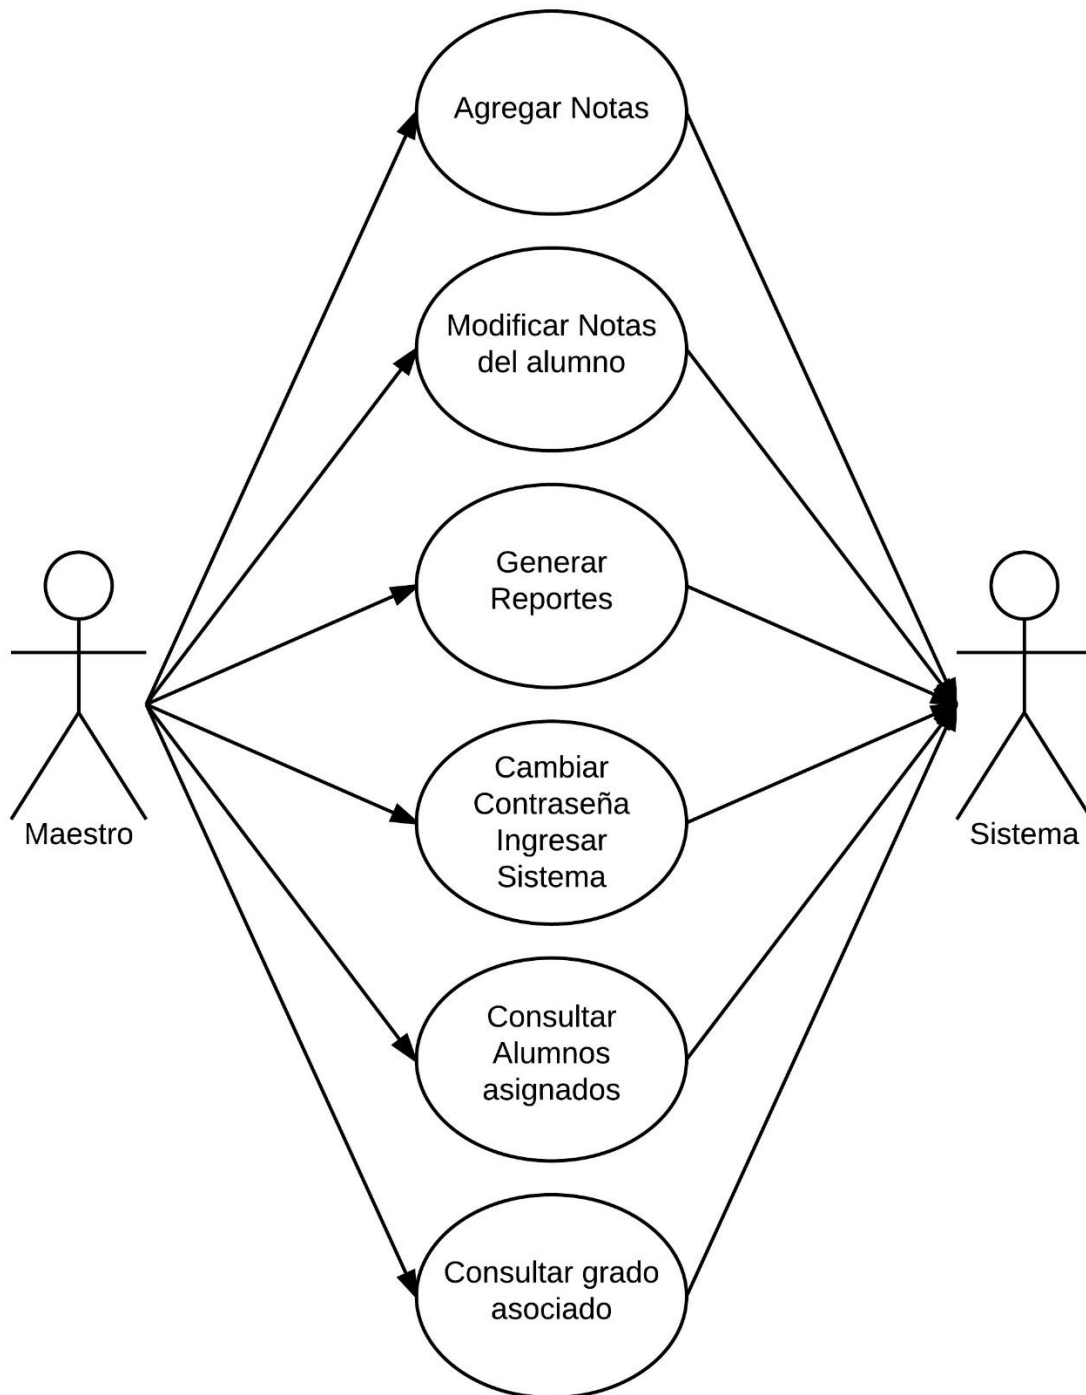 Agregar Notas
Modificar Notas
del alumno
Generar
Reportes
Cambiar
Contraseña
Ingresar
Sistema
Maestro
Sistema
Consultar
Alumnos
asignados
Consultar grado
asociado